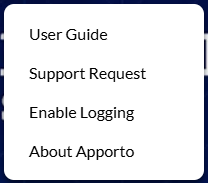 User Guide
Support Request
Enable Logging
About Apporto